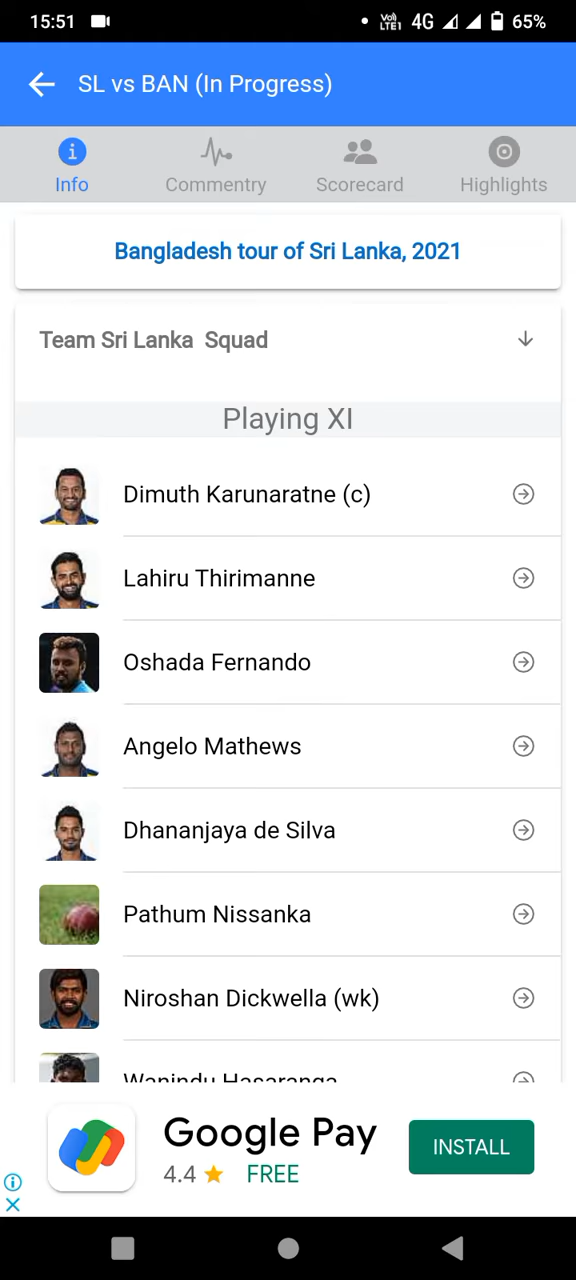 15:51 Vo) LTE1 4G 65%
SL vs BAN (In Progress)
Info Commentry Scorecard Highlights
Bangladesh tour of Sri Lanka, 2021
Team Sri Lanka Squad
Playing XI
Dimuth Karunaratne (c)
Lahiru Thirimanne
Oshada Fernando
Angelo Mathews
Dhananjaya de Silva
Pathum Nissanka
Niroshan Dickwella (wk)
Wanindu Hasaranga
Google Pay
4.4 ★ FREE
INSTALL